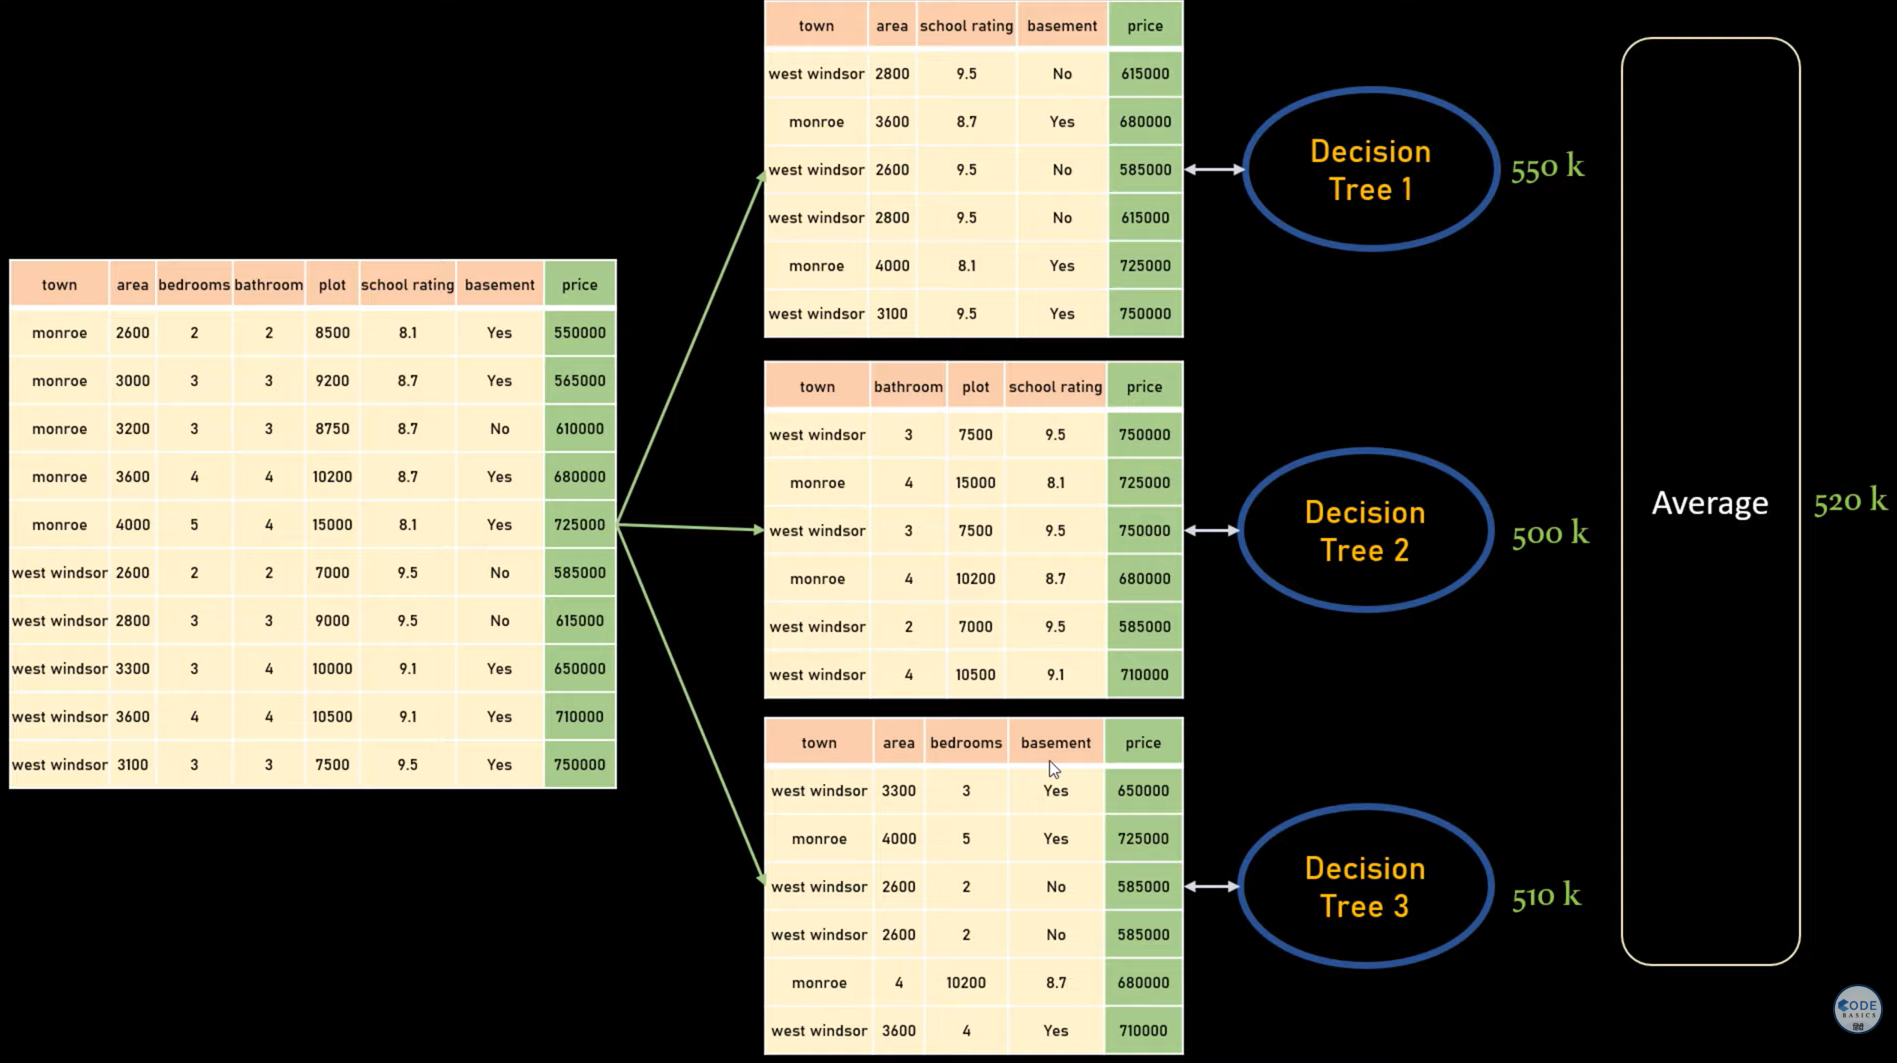 town area bedrooms bathroom plot school rating basement price
monroe 2600 2 2 8500 8.1 Yes 550000
monroe 3000 3 3 9200 8.7 Yes 565000
monroe 3200 3 3 8750 8.7 No 610000
monroe 3600 4 4 10200 8.7 Yes 680000
monroe 4000 5 4 15000 8.1 Yes 725000
west windsor 2600 2 2 7000 9.5 No 585000
west windsor 2800 3 3 9000 9.5 No 615000
west windsor 3300 3 4 10000 9.1 Yes 650000
west windsor 3600 4 4 10500 9.1 Yes 710000
west windsor 3100 3 3 7500 9.5 Yes 750000
town area school rating basement price
west windsor 2800 9.5 No 615000
monroe 3600 8.7 Yes 680000
west windsor 2600 9.5 No 585000
west windsor 2800 9.5 No 615000
monroe 4000 8.1 Yes 725000
west windsor 3100 9.5 Yes 750000
Decision
Tree 1
550 k
town bathroom plot school rating price
west windsor 3 7500 9.5 750000
monroe 4 15000 8.1 725000
west windsor 3 7500 9.5 750000
monroe 4 10200 8.7 680000
west windsor 2 7000 9.5 585000
west windsor 4 10500 9.1 710000
Decision
Tree 2
500 k
town area bedrooms basement price
west windsor 3300 3 Yes 650000
monroe 4000 5 Yes 725000
west windsor 2600 2 No 585000
west windsor 2600 2 No 585000
monroe 4 10200 8.7 680000
west windsor 3600 4 Yes 710000
Decision
Tree 3
510 k
Average
520 k
CODE
BASICS